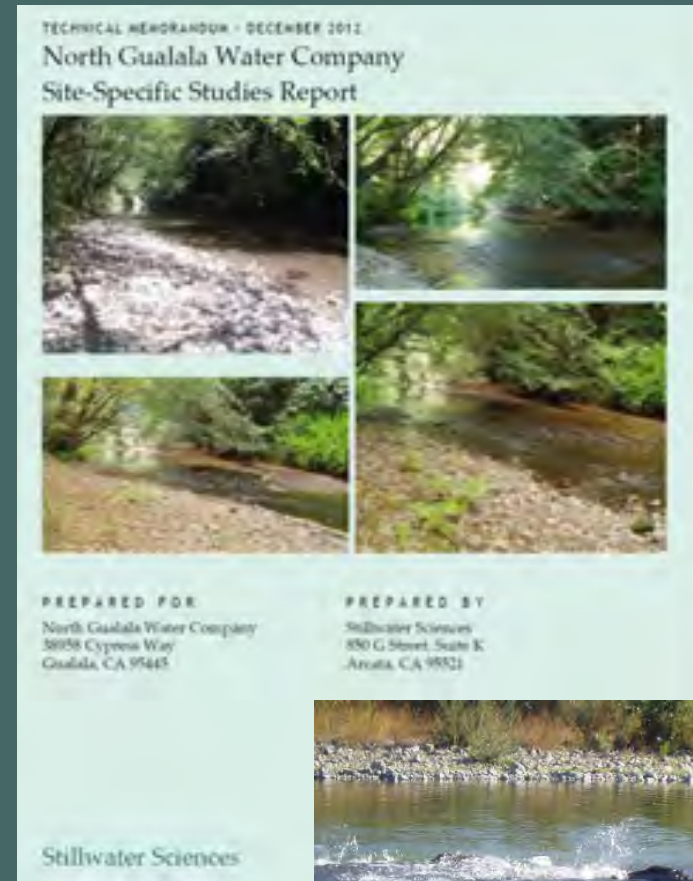 TECHNICAL MEMORANDUM · DECEMBER 2012
North Gualala Water Company
Site-Specific Studies Report
PREPARED FOR
North Gualala Water Company
38958 Cypress Way
Gualala, CA 95445
PREPARED BY
Stillwater Sciences
850 G Street, Suite K
Arcata, CA 95521
Stillwater Sciences